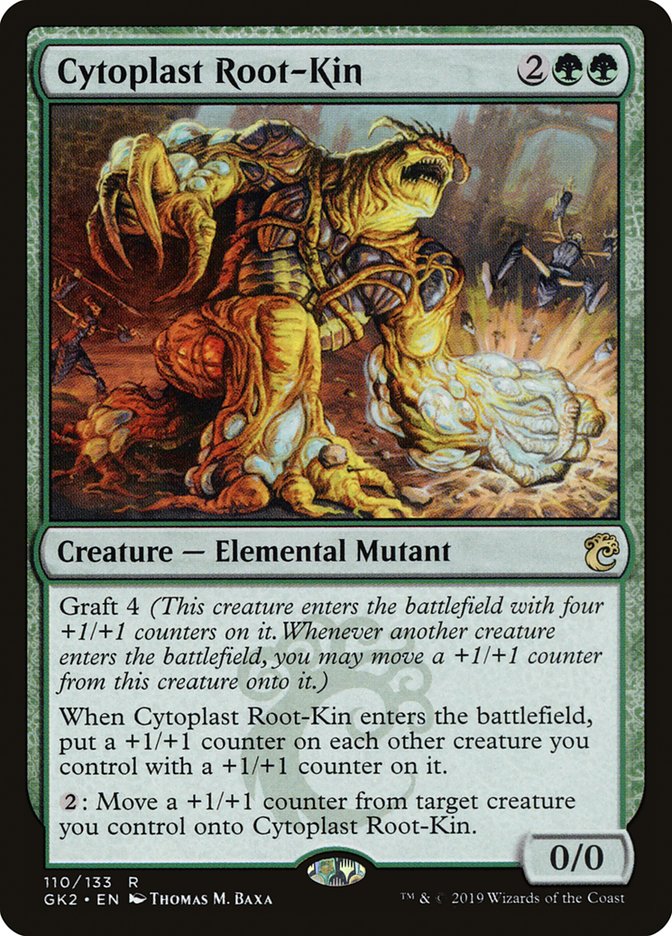 Cytoplast Root-Kin 2
Creature — Elemental Mutant
Graft 4 (This creature enters the battlefield with four
+1/+1 counters on it. Whenever another creature
enters the battlefield, you may move a +1/+1 counter
from this creature onto it.)
When Cytoplast Root-Kin enters the battlefield,
put a +1/+1 counter on each other creature you
control with a +1/+1 counter on it.
2: Move a +1/+1 counter from target creature
you control onto Cytoplast Root-Kin.
0/0
110/133 R
GK2 • EN Thomas M. Baxa
™ & © 2019 Wizards of the Coast